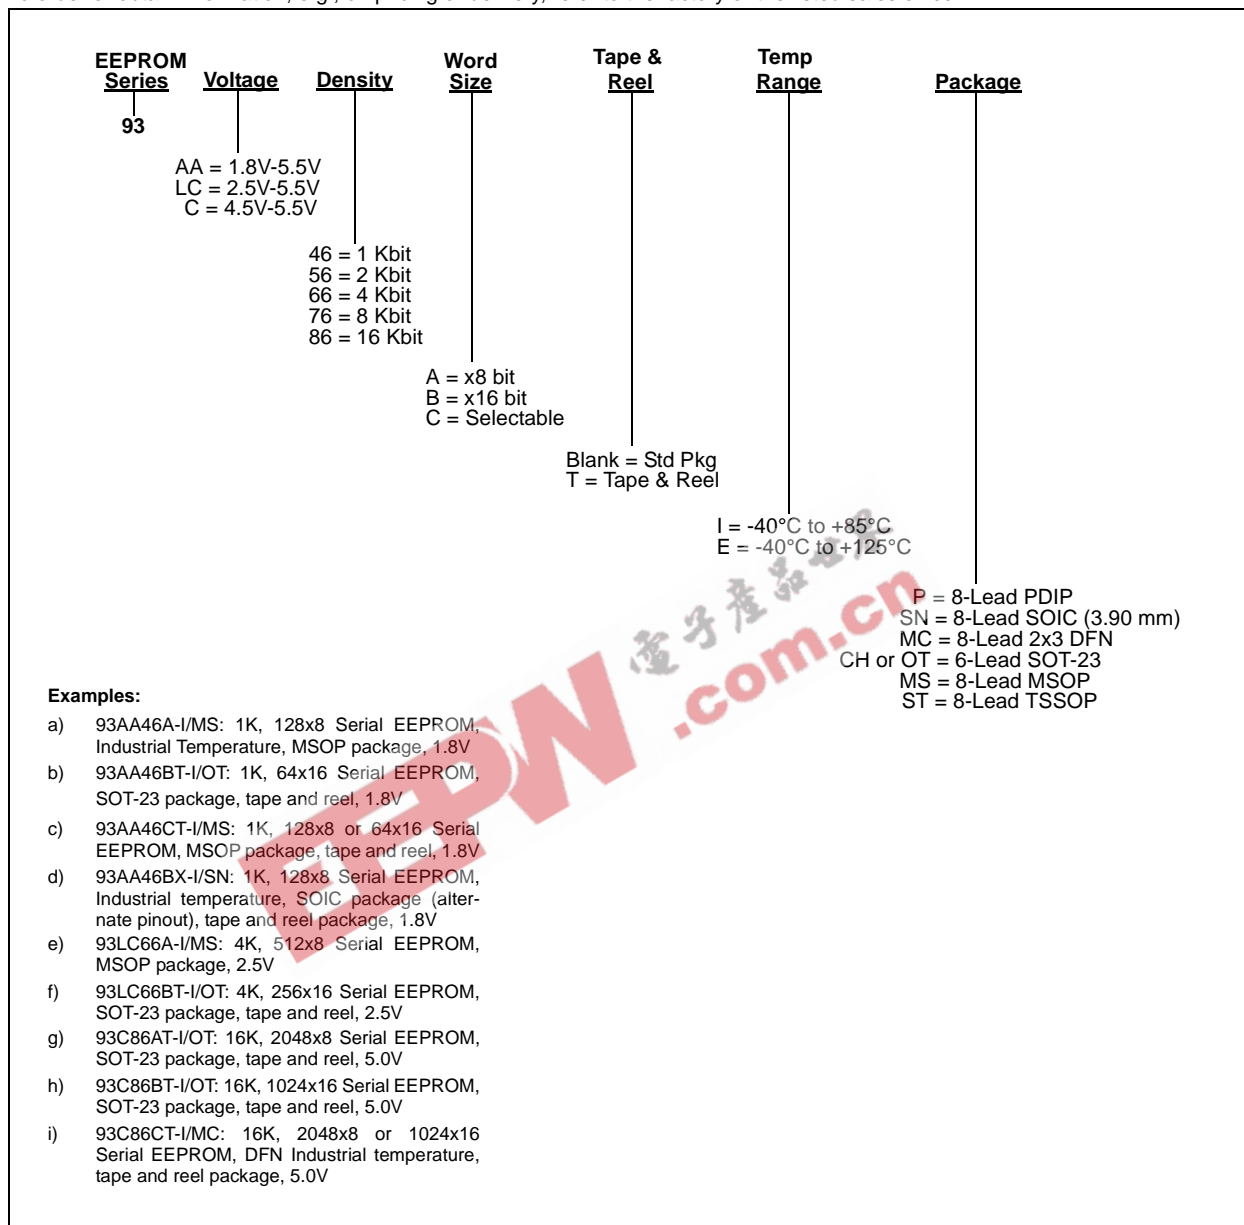 EEPROM Series
Voltage
Density
Word Size
Tape & Reel
Temp Range
Package
93
AA = 1.8V-5.5V
LC = 2.5V-5.5V
C = 4.5V-5.5V
46 = 1 Kbit
56 = 2 Kbit
66 = 4 Kbit
76 = 8 Kbit
86 = 16 Kbit
A = x8 bit
B = x16 bit
C = Selectable
Blank = Std Pkg
T = Tape & Reel
I = -40°C to +85°C
E = -40°C to +125°C
P = 8-Lead PDIP
SN = 8-Lead SOIC (3.90 mm)
MC = 8-Lead 2x3 DFN
CH or OT = 6-Lead SOT-23
MS = 8-Lead MSOP
ST = 8-Lead TSSOP
EEPW
電子產品世界
.com.cn
Examples:
a) 93AA46A-I/MS: 1K, 128x8 Serial EEPROM,
Industrial Temperature, MSOP package, 1.8V
b) 93AA46BT-I/OT: 1K, 64x16 Serial EEPROM,
SOT-23 package, tape and reel, 1.8V
c) 93AA46CT-I/MS: 1K, 128x8 or 64x16 Serial
EEPROM, MSOP package, tape and reel, 1.8V
d) 93AA46BX-I/SN: 1K, 128x8 Serial EEPROM,
Industrial temperature, SOIC package (alter-
nate pinout), tape and reel package, 1.8V
e) 93LC66A-I/MS: 4K, 512x8 Serial EEPROM,
MSOP package, 2.5V
f) 93LC66BT-I/OT: 4K, 256x16 Serial EEPROM,
SOT-23 package, tape and reel, 2.5V
g) 93C86AT-I/OT: 16K, 2048x8 Serial EEPROM,
SOT-23 package, tape and reel, 5.0V
h) 93C86BT-I/OT: 16K, 1024x16 Serial EEPROM,
SOT-23 package, tape and reel, 5.0V
i) 93C86CT-I/MC: 16K, 2048x8 or 1024x16
Serial EEPROM, DFN Industrial temperature,
tape and reel package, 5.0V